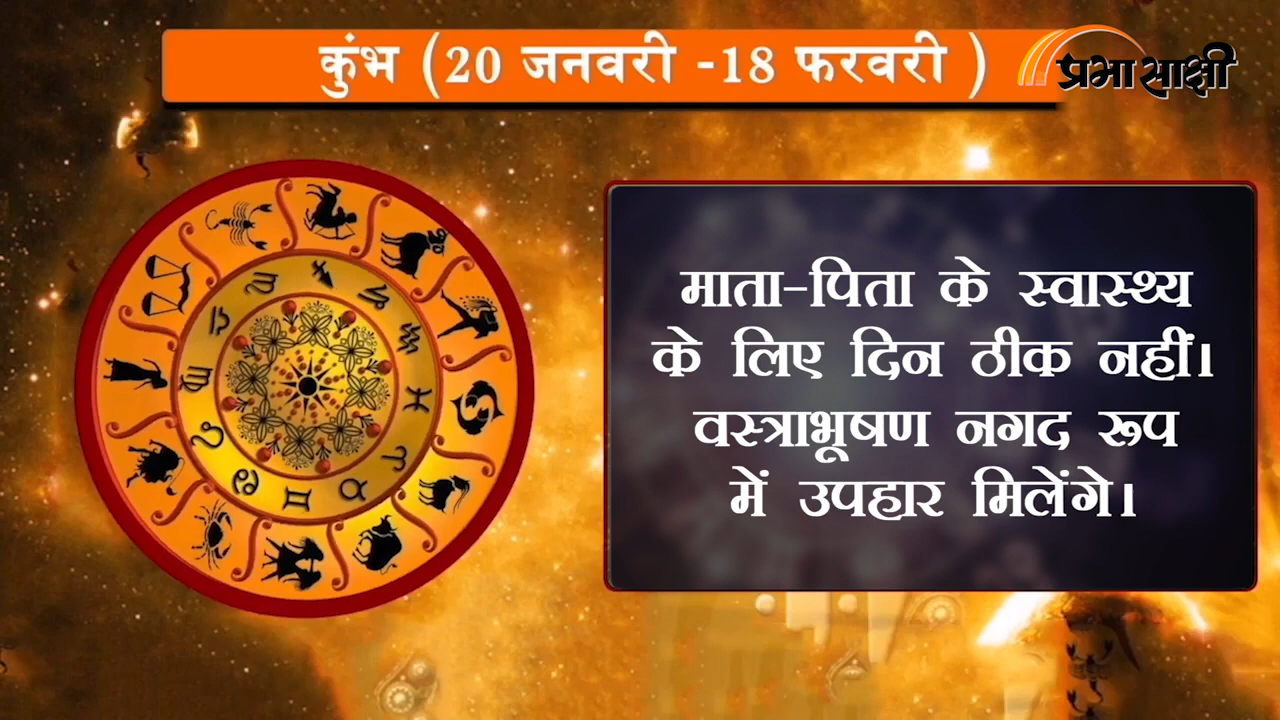 कुंभ (20 जनवरी -18 फरवरी )
प्रभासाक्षी
माता-पिता के स्वास्थ्य
के लिए दिन ठीक नहीं।
वस्त्राभूषण नगद रूप
में उपहार मिलेंगे।